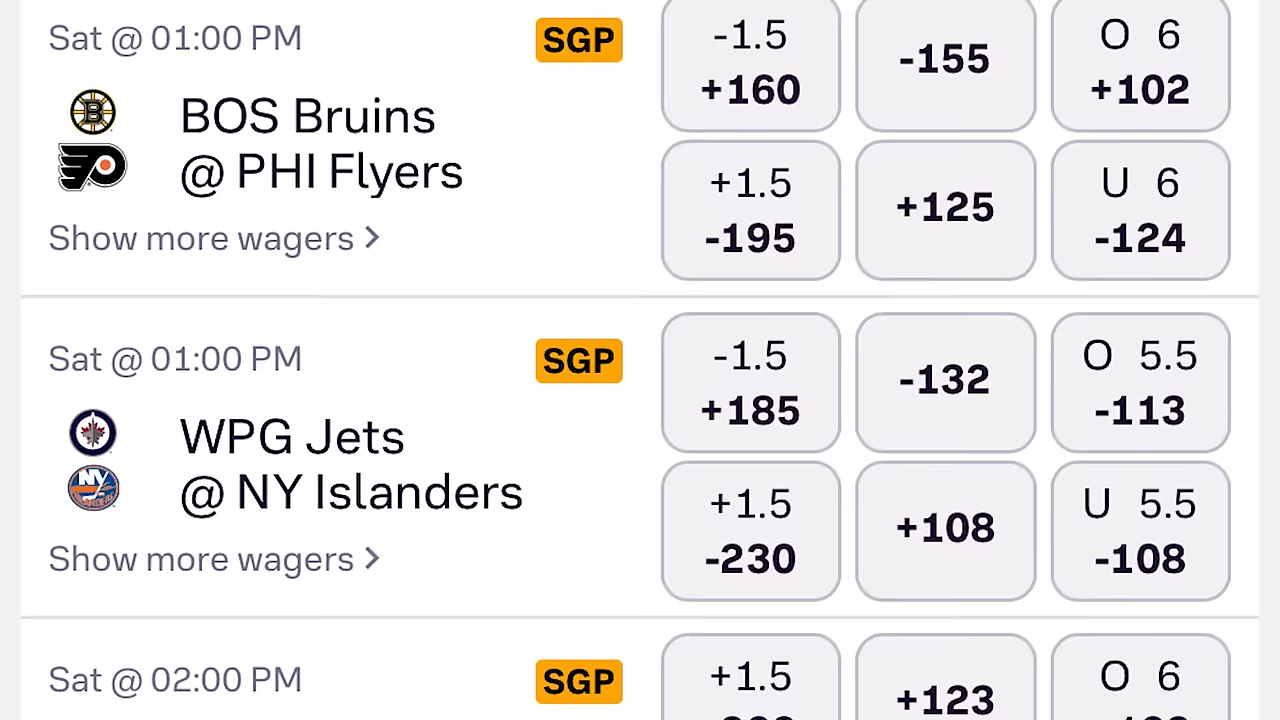 Sat @ 01:00 PM
SGP
-1.5
+160
-155
O 6
+102
BOS Bruins
@ PHI Flyers
+1.5
-195
+125
U 6
-124
Show more wagers >
Sat @ 01:00 PM
SGP
-1.5
+185
-132
O 5.5
-113
WPG Jets
@ NY Islanders
+1.5
-230
+108
U 5.5
-108
Show more wagers >
Sat @ 02:00 PM
SGP
+1.5
+123
O 6